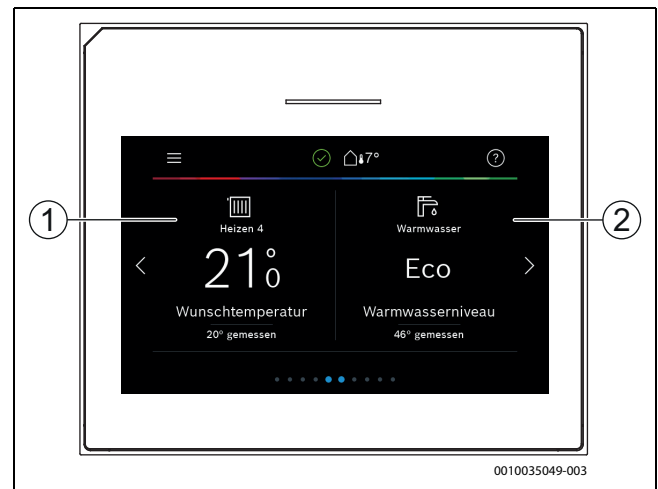 7°
?
1
2
Heizen 4
Warmwasser
21°0
Eco
Wunschtemperatur
Warmwasserniveau
20° gemessen
46° gemessen
0010035049-003